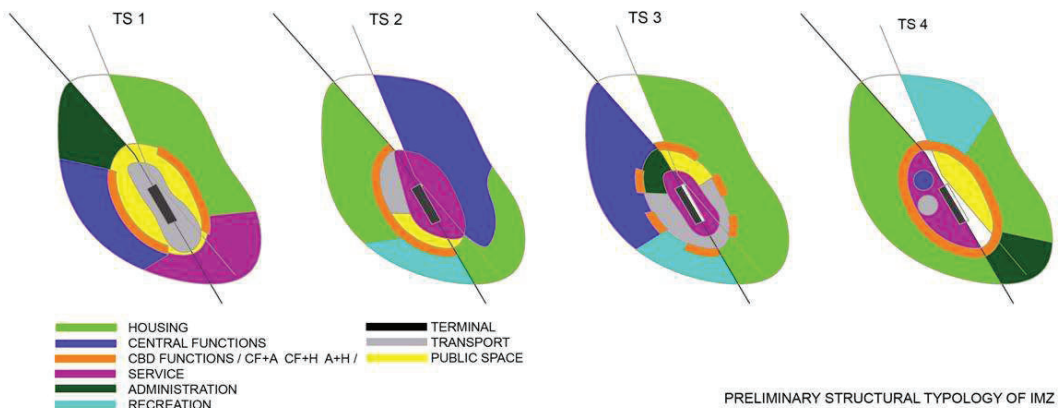 TS 1
TS 2
TS 3
TS 4
HOUSING
CENTRAL FUNCTIONS
CBD FUNCTIONS / CF+A CF+H A+H /
SERVICE
ADMINISTRATION
RECREATION
TERMINAL
TRANSPORT
PUBLIC SPACE
PRELIMINARY STRUCTURAL TYPOLOGY OF IMZ